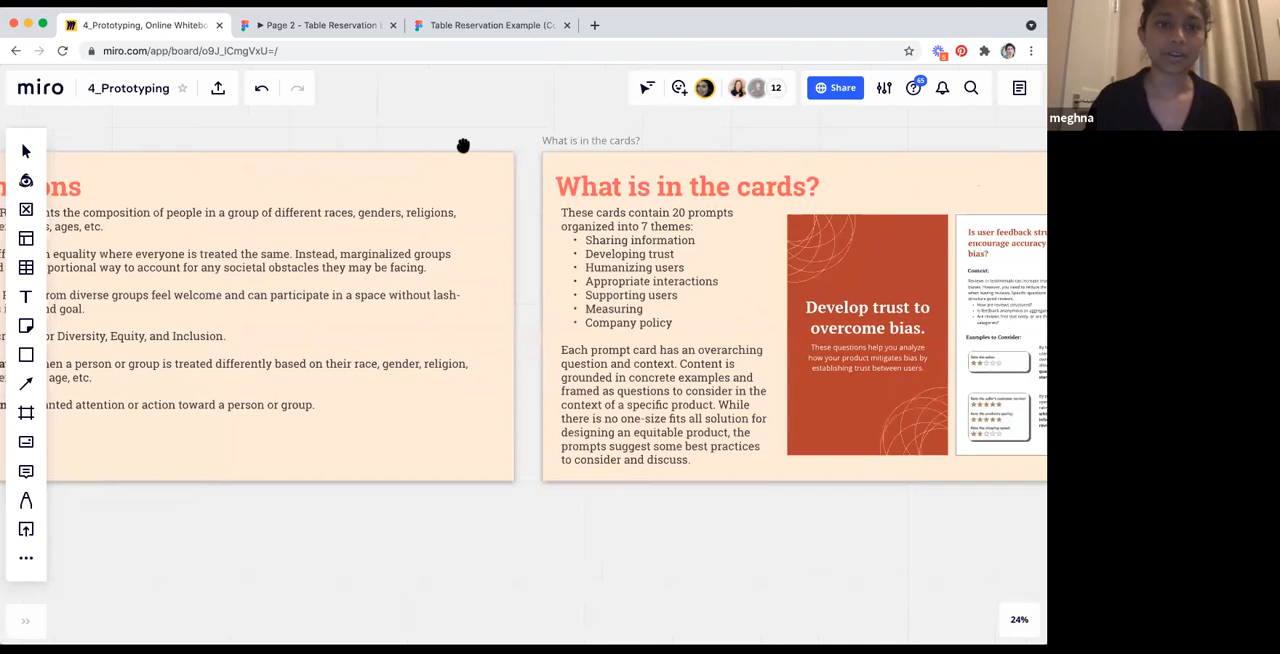 4_Prototyping, Online Whitebo
Page 2 - Table Reservation
Table Reservation Example (Co
miro.com/app/board/o9J_lCmgVxU=/
5
miro
4_Prototyping
12
Share
65
meghna
What is in the cards?
ons
nts the composition of people in a group of different races, genders, religions,
s, ages, etc.
n equality where everyone is treated the same. Instead, marginalized groups
portional way to account for any societal obstacles they may be facing.
from diverse groups feel welcome and can participate in a space without lash-
nd goal.
or Diversity, Equity, and Inclusion.
hen a person or group is treated differently based on their race, gender, religion,
age, etc.
anted attention or action toward a person or group.
What is in the cards?
These cards contain 20 prompts
organized into 7 themes:
• Sharing information
• Developing trust
• Humanizing users
• Appropriate interactions
• Supporting users
• Measuring
• Company policy
Each prompt card has an overarching
question and context. Content is
grounded in concrete examples and
framed as questions to consider in the
context of a specific product. While
there is no one-size fits all solution for
designing an equitable product, the
prompts suggest some best practices
to consider and discuss.
Develop trust to
overcome bias.
These questions help you analyze
how your product mitigates bias by
establishing trust between users.
Is user feedback stru
encourage accuracy
bias?
Context:
Examples to Consider:
24%